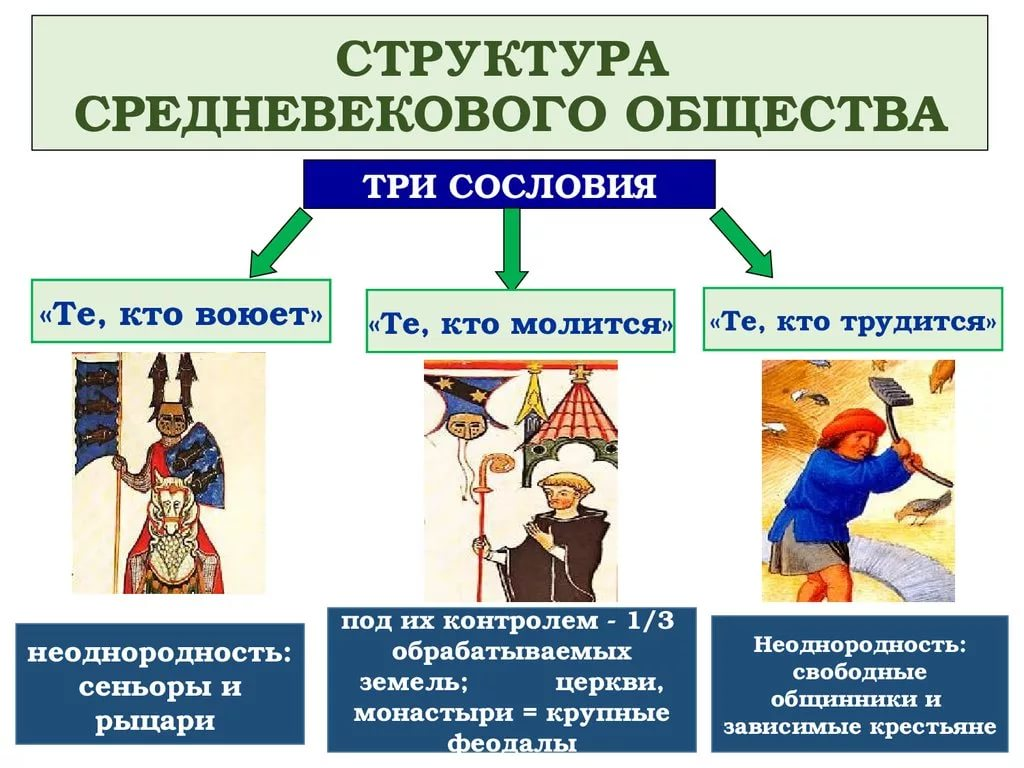 СТРУКТУРА
СРЕДНЕВЕКОВОГО ОБЩЕСТВА
ТРИ СОСЛОВИЯ
«Те, кто воюет»
«Те, кто молится»
«Те, кто трудится»
неоднородность:
сеньоры и
рыцари
под их контролем - 1/3
обрабатываемых
земель; церкви,
монастыри = крупные
феодалы
Неоднородность:
свободные
общинники и
зависимые крестьяне